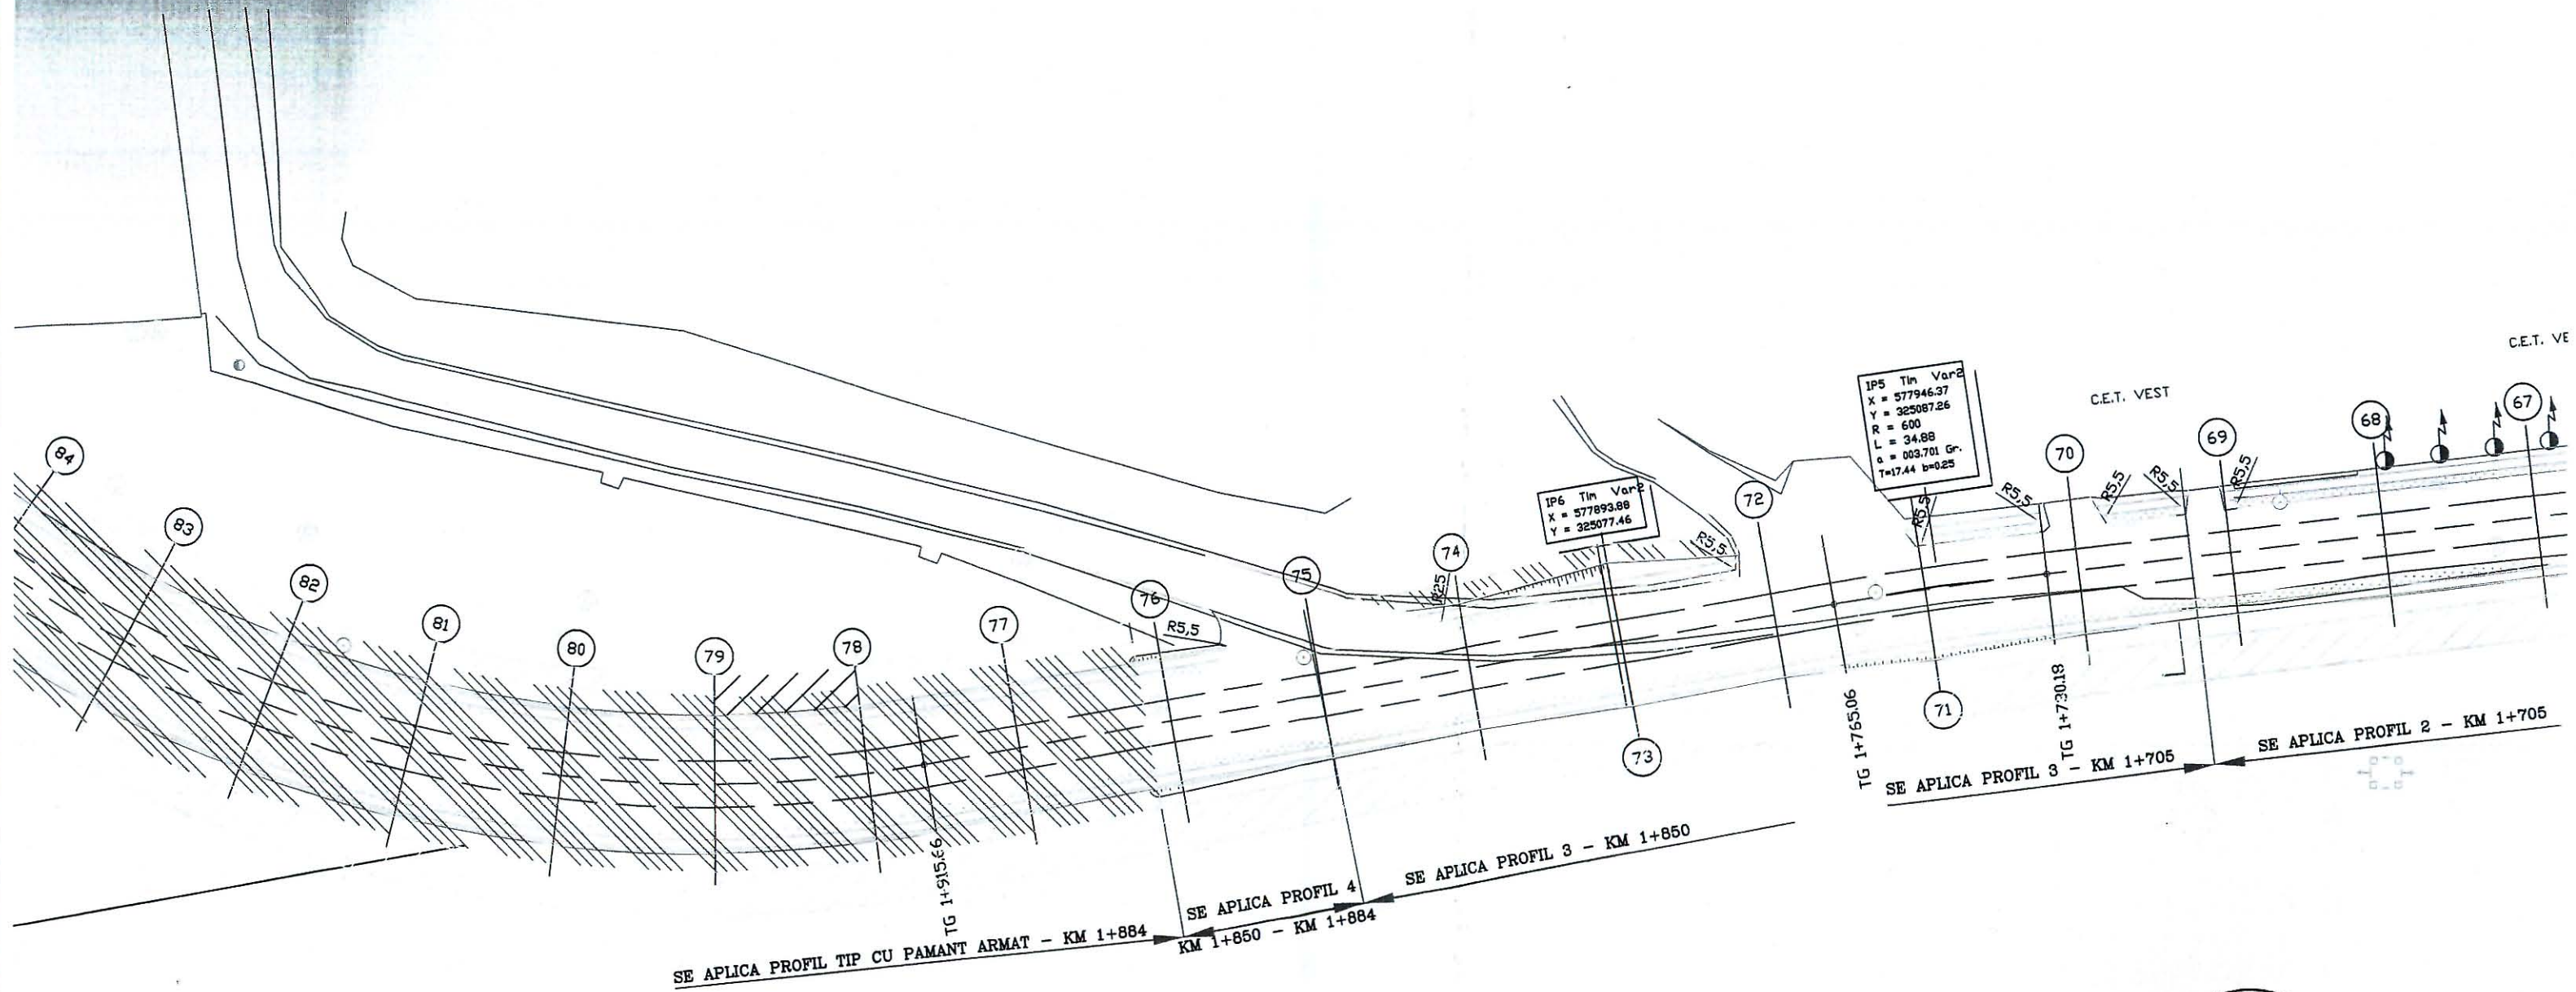 C.E.T. VE
C.E.T. VEST
67
68
69
70
71
72
73
74
75
76
77
78
79
80
81
82
83
84
IP5 Tim Var2
X = 577946.37
Y = 325087.26
R = 600
L = 34.88
a = 003.701 Gr.
T=17.44 b=0.25
IP6 Tim Var2
X = 577893.88
Y = 325077.46
R5,5
R5,5
R5,5
R5,5
R5,5
R5,5
R25
R5,5
TG 1+730.19
TG 1+765.06
TG 1+915.66
SE APLICA PROFIL 2 - KM 1+705
SE APLICA PROFIL 3 - KM 1+705
SE APLICA PROFIL 3 - KM 1+850
SE APLICA PROFIL 4
KM 1+850 - KM 1+884
SE APLICA PROFIL TIP CU PAMANT ARMAT - KM 1+884